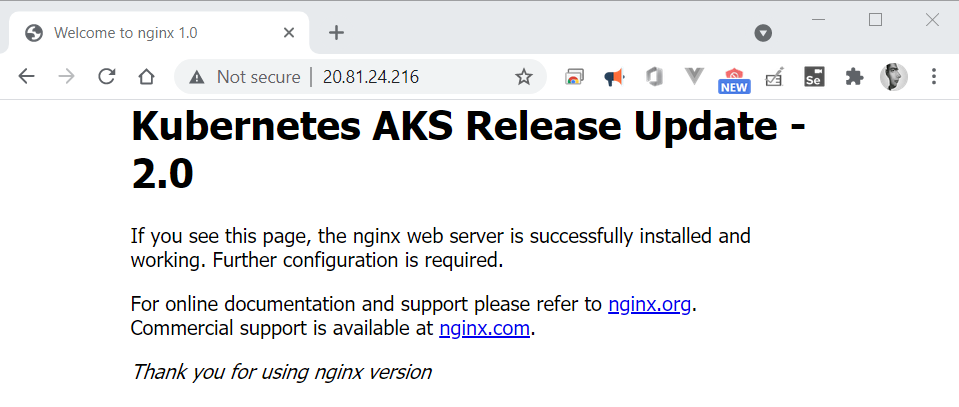 Welcome to nginx 1.0
Not secure | 20.81.24.216
NEW
Se
Kubernetes AKS Release Update -
2.0
If you see this page, the nginx web server is successfully installed and
working. Further configuration is required.
For online documentation and support please refer to nginx.org.
Commercial support is available at nginx.com.
Thank you for using nginx version